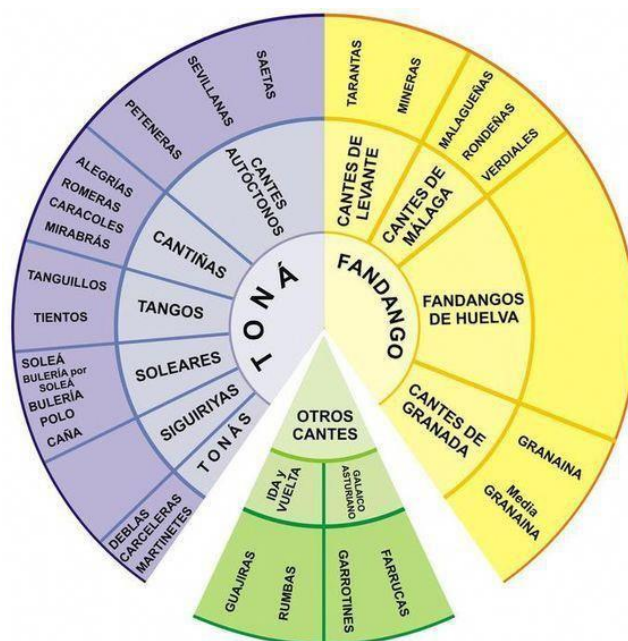 TONÁ
CANTES
AUTÓCTONOS
PETENERAS
SEVILLANAS
SAETAS
CANTIÑAS
ALEGRÍAS
ROMERAS
CARACOLES
MIRABRÁS
TANGOS
TANGUILLOS
TIENTOS
SOLEARES
SOLEÁ
BULERÍA por
SOLEÁ
BULERÍA
POLO
CAÑA
SIGUIRIYAS
TONÁS
DEBLAS
CARCELERAS
MARTINETES
FANDANGO
CANTES DE
LEVANTE
TARANTAS
MINERAS
CANTES DE
MÁLAGA
MALAGUEÑAS
RONDEÑAS
VERDIALES
FANDANGOS
DE HUELVA
CANTES DE
GRANADA
GRANAINA
Media
GRANAINA
OTROS
CANTES
IDA y
VUELTA
GUAJIRAS
RUMBAS
GALAICO
ASTURIANO
GARROTINES
FARRUCAS